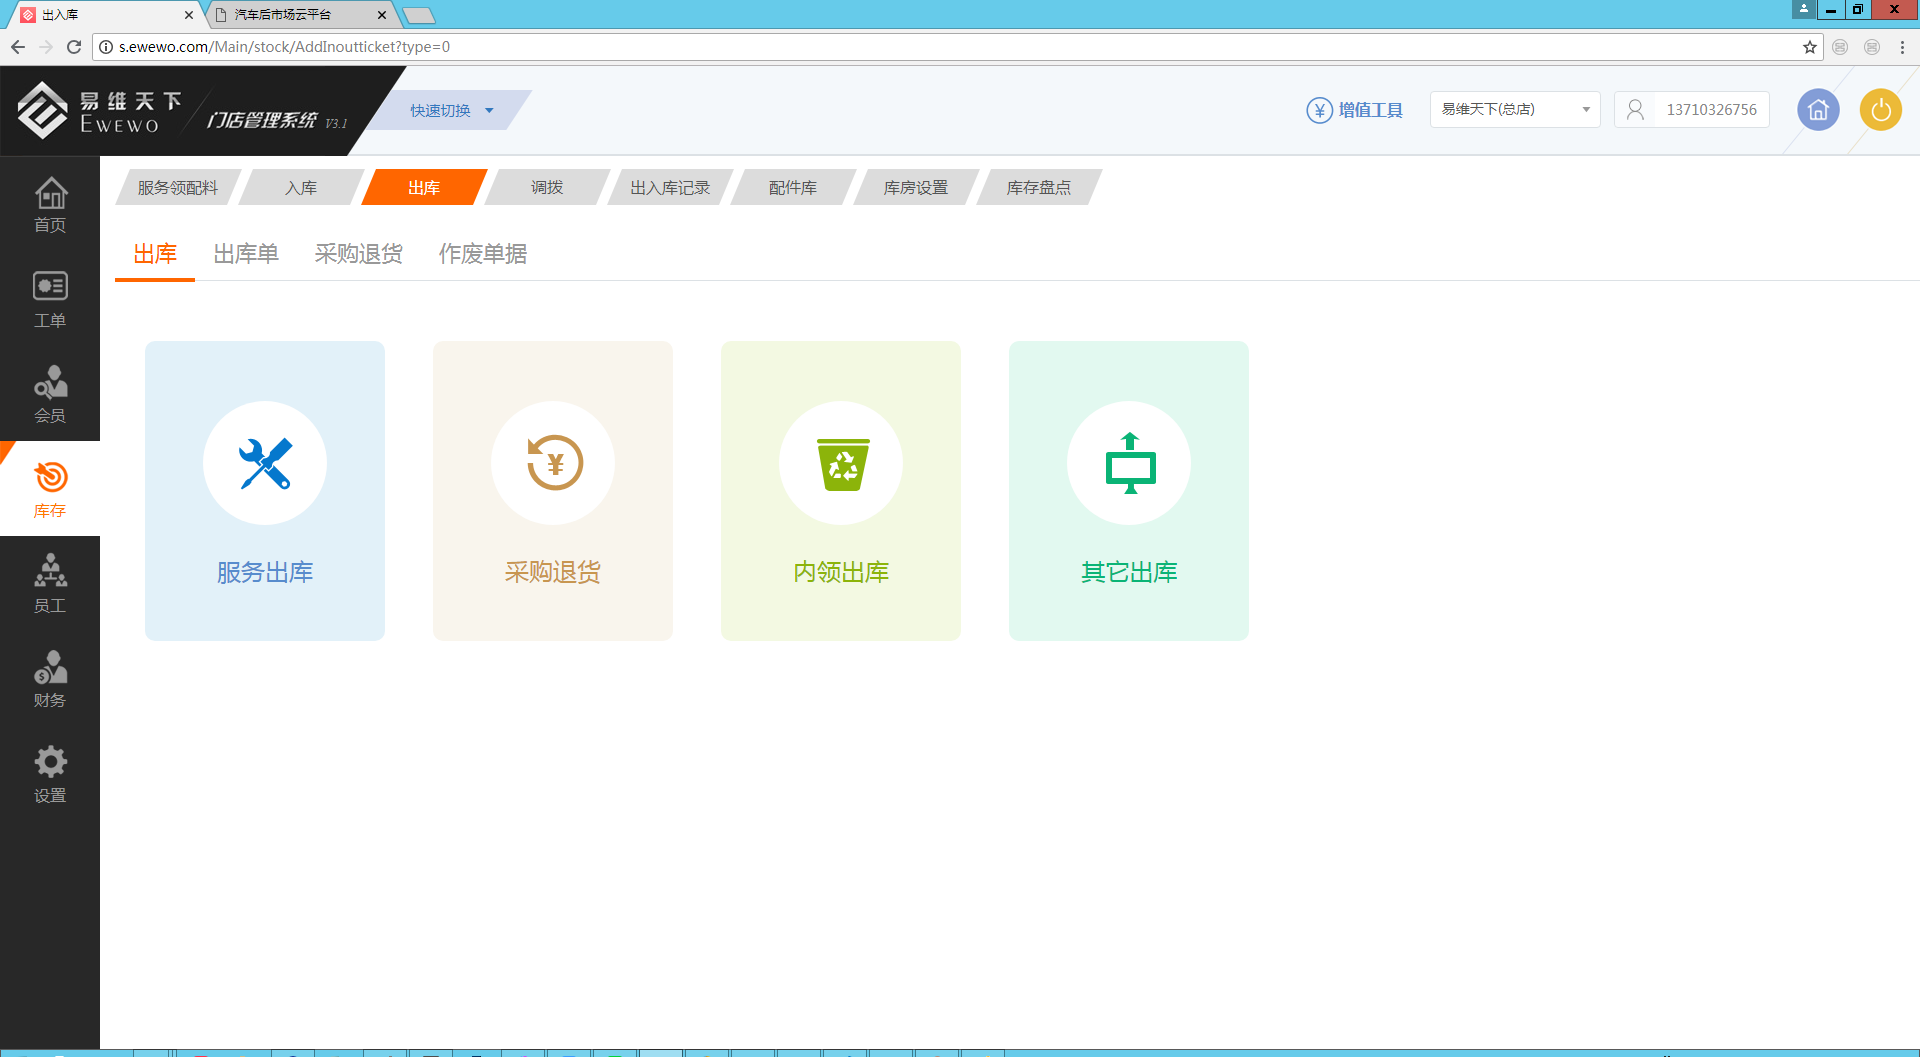 出入库
汽车后市场云平台
s.ewewo.com/Main/stock/AddInoutticket?type=0
易维天下
EWEWO
门店管理系统 V3.1
快速切换
增值工具
易维天下(总店)
13710326756
服务领配料
入库
出库
调拨
出入库记录
配件库
库房设置
库存盘点
出库
出库单
采购退货
作废单据
首页
工单
会员
库存
员工
财务
设置
服务出库
采购退货
内领出库
其它出库